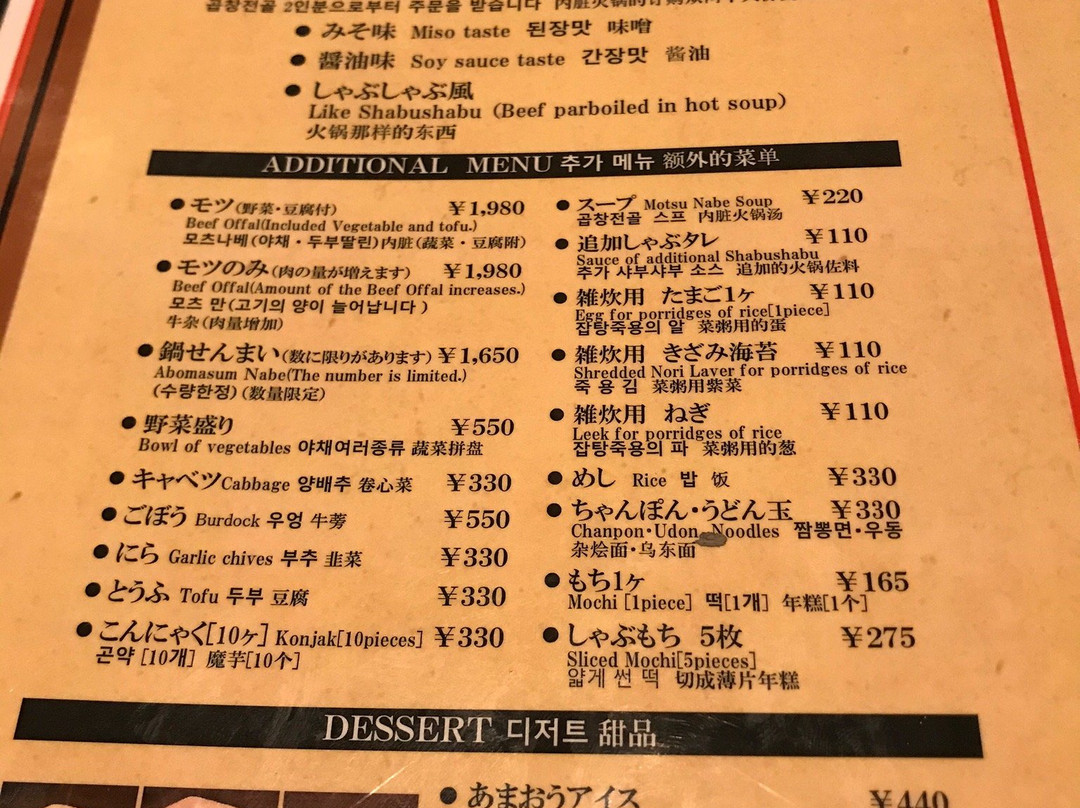 곱창전골 2인분으로부터 주문을 받습니다
● みそ味 Miso taste 된장맛 味噌
● 醤油味 Soy sauce taste 간장맛 酱油
● しゃぶしゃぶ風
Like Shabushabu (Beef parboiled in hot soup)
火锅那样的东西
ADDITIONAL MENU 추가 메뉴 额外的菜单
● モツ(野菜・豆腐付) ¥1,980
Beef Offal(Included Vegetable and tofu.)
모츠나베(야채・두부딸린)内脏(蔬菜・豆腐附)
● モツのみ(肉の量が増えます) ¥1,980
Beef Offal(Amount of the Beef Offal increases.)
모츠 만(고기의 양이 늘어납니다)
牛杂(肉量增加)
● 鍋せんまい(数に限りがあります) ¥1,650
Abomasum Nabe(The number is limited.)
(수량한정)(数量限定)
● 野菜盛り ¥550
Bowl of vegetables 야채여러종류 蔬菜拼盘
● キャベツ Cabbage 양배추 卷心菜 ¥330
● ごぼう Burdock 우엉 牛蒡 ¥550
● にら Garlic chives 부추 韭菜 ¥330
● とうふ Tofu 두부 豆腐 ¥330
● こんにゃく[10ヶ] Konjak[10pieces] ¥330
곤약 [10개] 魔芋[10个]
● スープ Motsu Nabe Soup ¥220
곱창전골 스프 内脏火锅汤
● 追加しゃぶタレ ¥110
Sauce of additional Shabushabu
추가 샤부샤부 소스 追加的火锅佐料
● 雑炊用 たまご1ヶ ¥110
Egg for porridges of rice[1piece]
잡탕죽용의 알 菜粥用的蛋
● 雑炊用 きざみ海苔 ¥110
Shredded Nori Laver for porridges of rice
죽 용 김 菜粥用紫菜
● 雑炊用 ねぎ ¥110
Leek for porridges of rice
잡탕죽용의 파 菜粥用的葱
● めし Rice 밥 饭 ¥330
● ちゃんぽん・うどん玉 ¥330
Chanpon・Udon Noodles 짬뽕면・우동
杂烩面・乌东面
● もち1ヶ ¥165
Mochi [1piece] 떡[1개] 年糕[1个]
● しゃぶもち 5枚 ¥275
Sliced Mochi[5pieces]
얇게 썬 떡 切成薄片年糕
DESSERT 디저트 甜品
● あまおうアイス ¥440